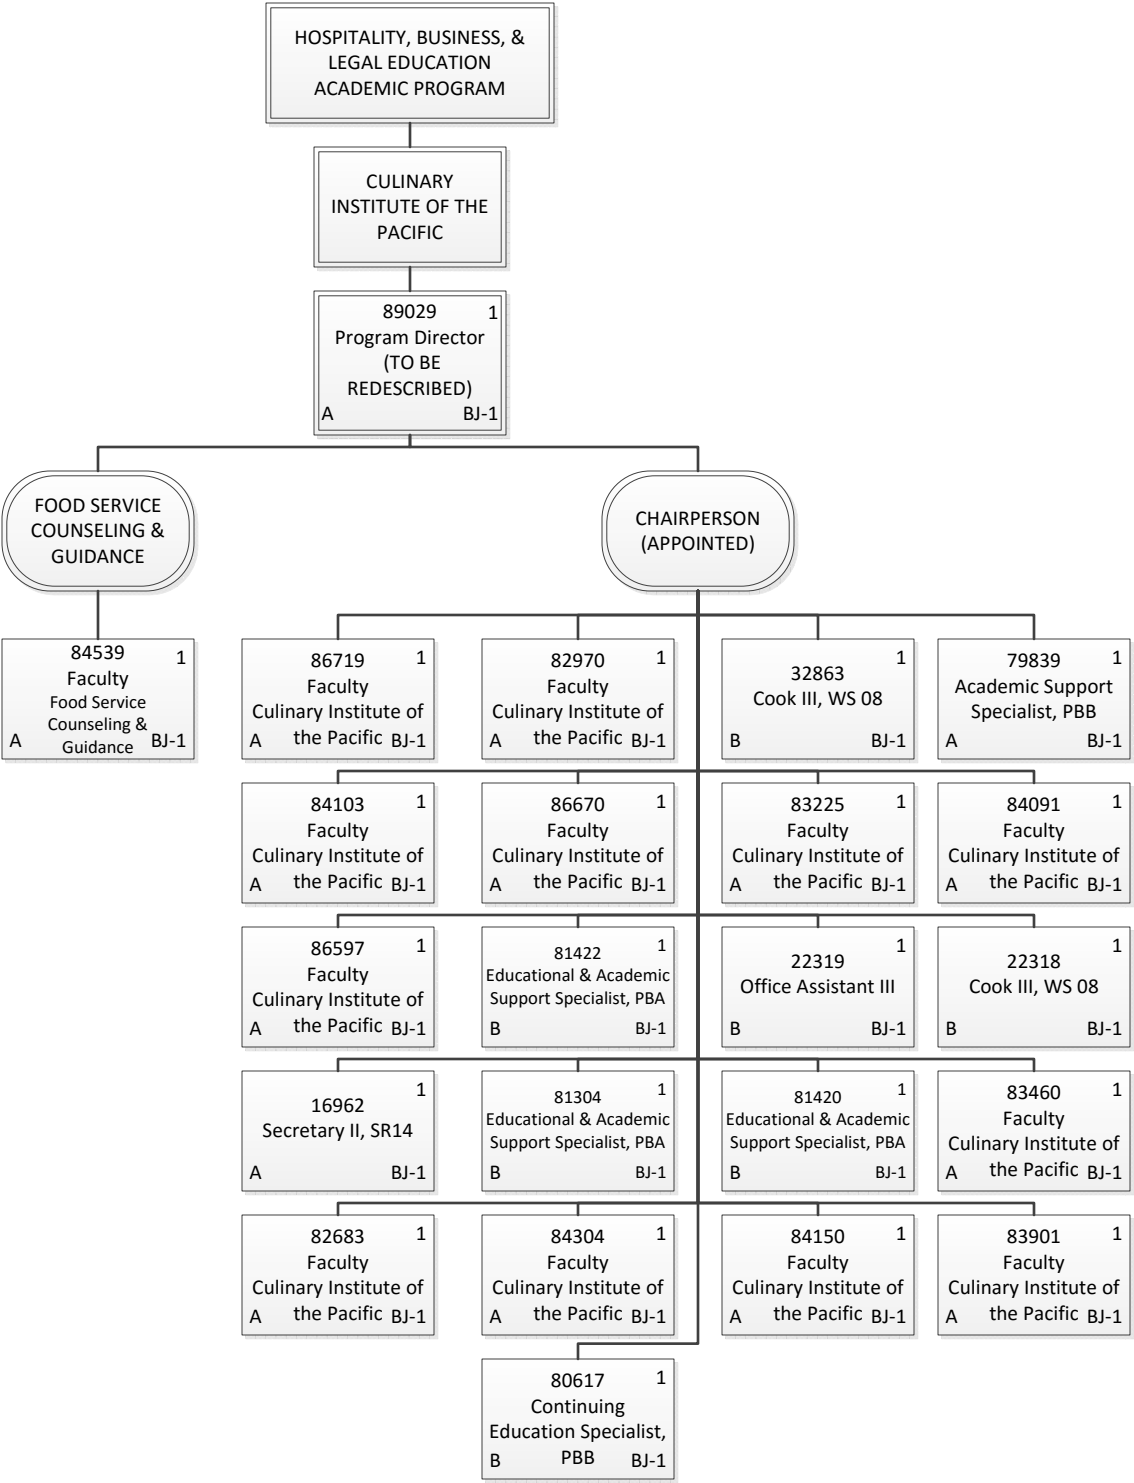 HOSPITALITY, BUSINESS, &
LEGAL EDUCATION
ACADEMIC PROGRAM
CULINARY
INSTITUTE OF THE
PACIFIC
89029 1
Program Director
(TO BE
REDESCRIBED)
A BJ-1
FOOD SERVICE
COUNSELING &
GUIDANCE
CHAIRPERSON
(APPOINTED)
84539 1
Faculty
Food Service
Counseling &
A Guidance BJ-1
86719 1
Faculty
Culinary Institute of
A the Pacific BJ-1
82970 1
Faculty
Culinary Institute of
A the Pacific BJ-1
1
32863
Cook III, WS 08
B BJ-1
79839 1
Academic Support
Specialist, PBB
A BJ-1
84103 1
Faculty
Culinary Institute of
A the Pacific BJ-1
86670 1
Faculty
Culinary Institute of
A the Pacific BJ-1
83225 1
Faculty
Culinary Institute of
A the Pacific BJ-1
84091 1
Faculty
Culinary Institute of
A the Pacific BJ-1
86597 1
Faculty
Culinary Institute of
A the Pacific BJ-1
81422 1
Educational & Academic
Support Specialist, PBA
B BJ-1
1
22319
Office Assistant III
B BJ-1
1
22318
Cook III, WS 08
B BJ-1
1
16962
Secretary II, SR14
A BJ-1
81304 1
Educational & Academic
Support Specialist, PBA
B BJ-1
81420 1
Educational & Academic
Support Specialist, PBA
B BJ-1
83460 1
Faculty
Culinary Institute of
A the Pacific BJ-1
82683 1
Faculty
Culinary Institute of
A the Pacific BJ-1
84304 1
Faculty
Culinary Institute of
A the Pacific BJ-1
84150 1
Faculty
Culinary Institute of
A the Pacific BJ-1
83901 1
Faculty
Culinary Institute of
A the Pacific BJ-1
80617 1
Continuing
Education Specialist,
B PBB BJ-1